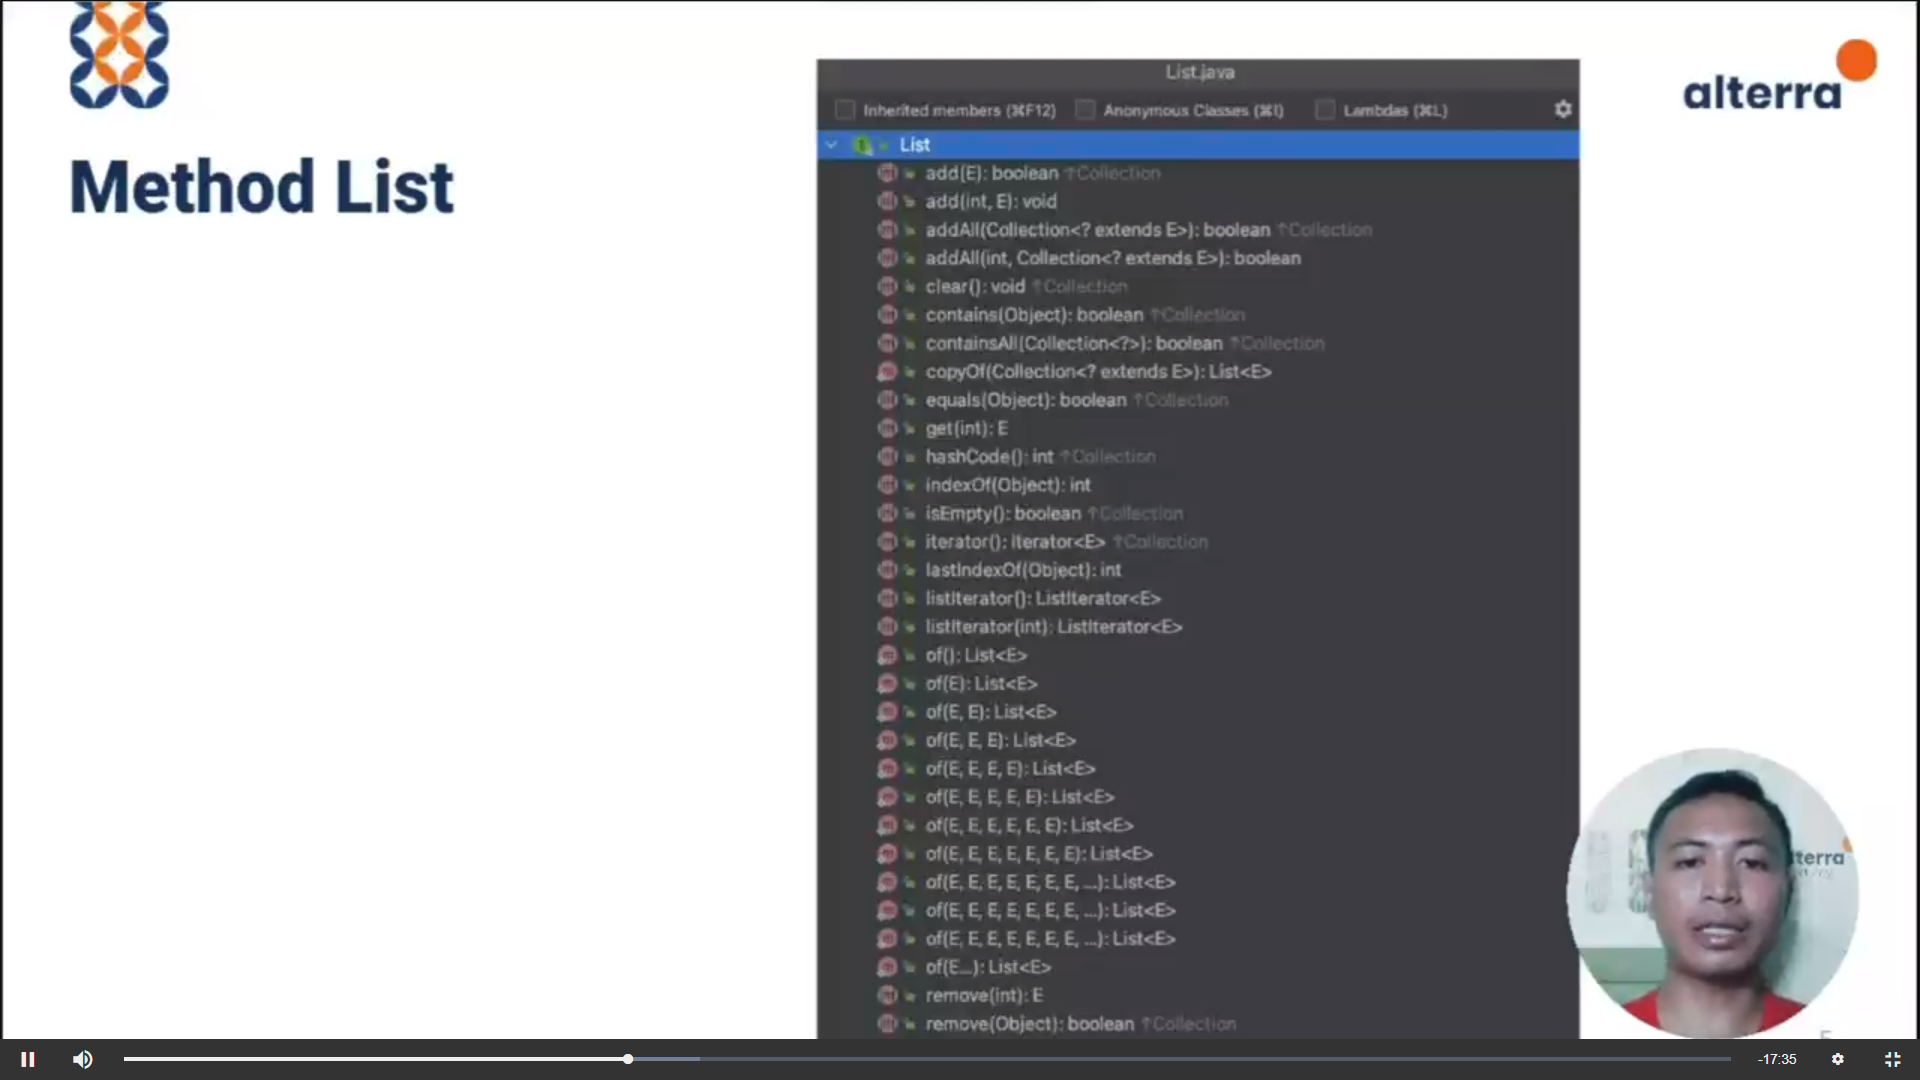 Method List
alterra
List.java
Inherited members (⌘F12) Anonymous Classes (⌘I) Lambdas (⌘L)
List
add(E): boolean ↑Collection
add(int, E): void
addAll(Collection<? extends E>): boolean ↑Collection
addAll(int, Collection<? extends E>): boolean
clear(): void ↑Collection
contains(Object): boolean ↑Collection
containsAll(Collection<?>): boolean ↑Collection
copyOf(Collection<? extends E>): List<E>
equals(Object): boolean ↑Collection
get(int): E
hashCode(): int ↑Collection
indexOf(Object): int
isEmpty(): boolean ↑Collection
iterator(): Iterator<E> ↑Collection
lastIndexOf(Object): int
listIterator(): ListIterator<E>
listIterator(int): ListIterator<E>
of(): List<E>
of(E): List<E>
of(E, E): List<E>
of(E, E, E): List<E>
of(E, E, E, E): List<E>
of(E, E, E, E, E): List<E>
of(E, E, E, E, E, E): List<E>
of(E, E, E, E, E, E, E): List<E>
of(E, E, E, E, E, E, E, ...): List<E>
of(E, E, E, E, E, E, E, ...): List<E>
of(E, E, E, E, E, E, E, ...): List<E>
of(E...): List<E>
remove(int): E
remove(Object): boolean ↑Collection
lterra
-17:35